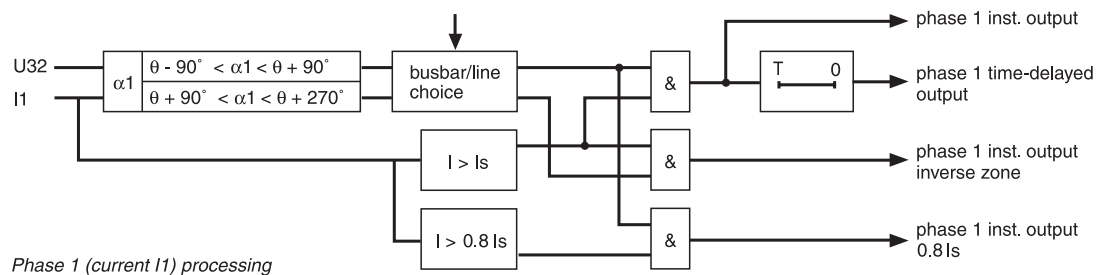 phase 1 inst. output
U32
I1
α1
θ - 90° < α1 < θ + 90°
θ + 90° < α1 < θ + 270°
busbar/line
choice
&
T 0
phase 1 time-delayed
output
I > Is
&
phase 1 inst. output
inverse zone
I > 0.8 Is
&
phase 1 inst. output
0.8 Is
Phase 1 (current I1) processing